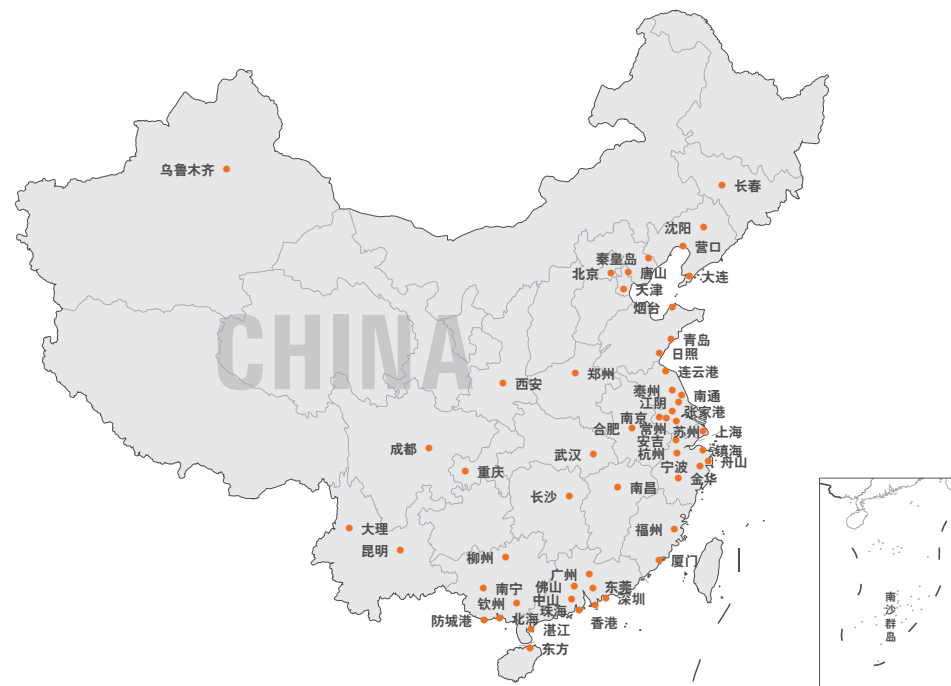 乌鲁木齐
长春
沈阳
营口
秦皇岛
北京
唐山
大连
天津
烟台
CHINA
青岛
日照
连云港
郑州
西安
泰州
南通
江阴
张家港
南京
合肥
常州
苏州
上海
安吉
成都
武汉
杭州
镇海
舟山
宁波
重庆
金华
南昌
长沙
大理
福州
昆明
柳州
厦门
广州
南宁
佛山
东莞
钦州
中山
深圳
珠海
防城港
北海
香港
湛江
东方
南
沙
群
岛